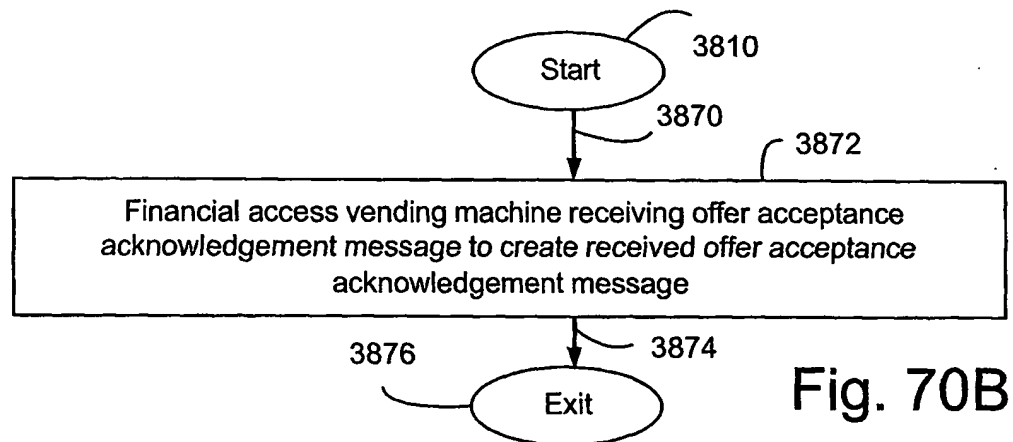 3810
Start
3870
3872
Financial access vending machine receiving offer acceptance
acknowledgement message to create received offer acceptance
acknowledgement message
3876
3874
Exit
Fig. 70B